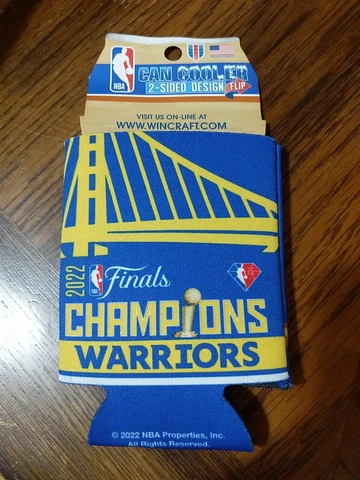 NBA
CAN COOLER
2-SIDED DESIGN FLIP
VISIT US ON-LINE AT
WWW.WINCRAFT.COM
2022 NBA Finals
CHAMPIONS
WARRIORS
© 2022 NBA Properties, Inc.
All Rights Reserved.